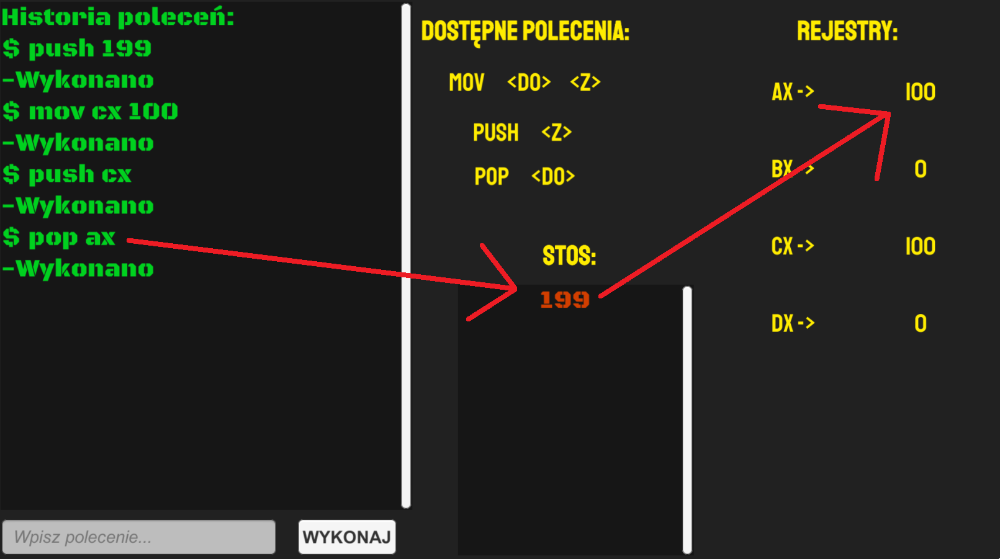 Historia poleceń:
$ push 199
-Wykonano
$ mov cx 100
-Wykonano
$ push cx
-Wykonano
$ pop ax
-Wykonano
Wpisz polecenie...
WYKONAJ
DOSTĘPNE POLECENIA:
MOV <DO> <Z>
PUSH <Z>
POP <DO>
STOS:
199
REJESTRY:
AX -> 100
BX -> 0
CX -> 100
DX -> 0